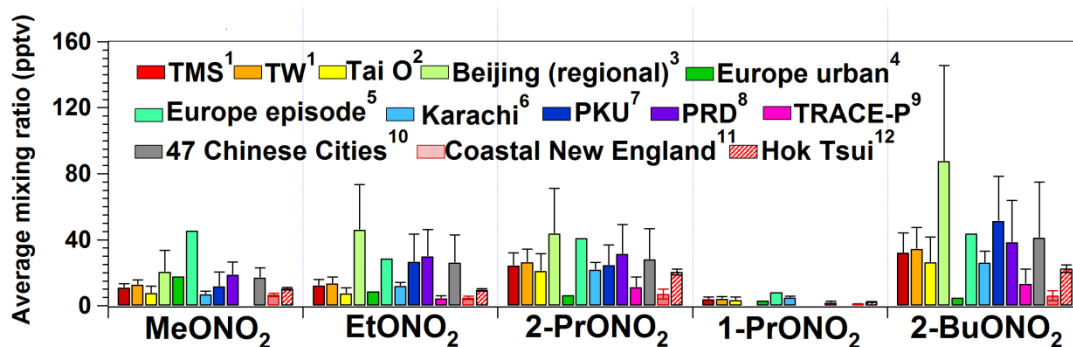 160
120
80
40
0
Average mixing ratio (pptv)
TMS¹ TW¹ Tai O² Beijing (regional)³ Europe urban⁴
Europe episode⁵ Karachi⁶ PKU⁷ PRD⁸ TRACE-P⁹
47 Chinese Cities¹⁰ Coastal New England¹¹ Hok Tsui¹²
MeONO₂ EtONO₂ 2-PrONO₂ 1-PrONO₂ 2-BuONO₂